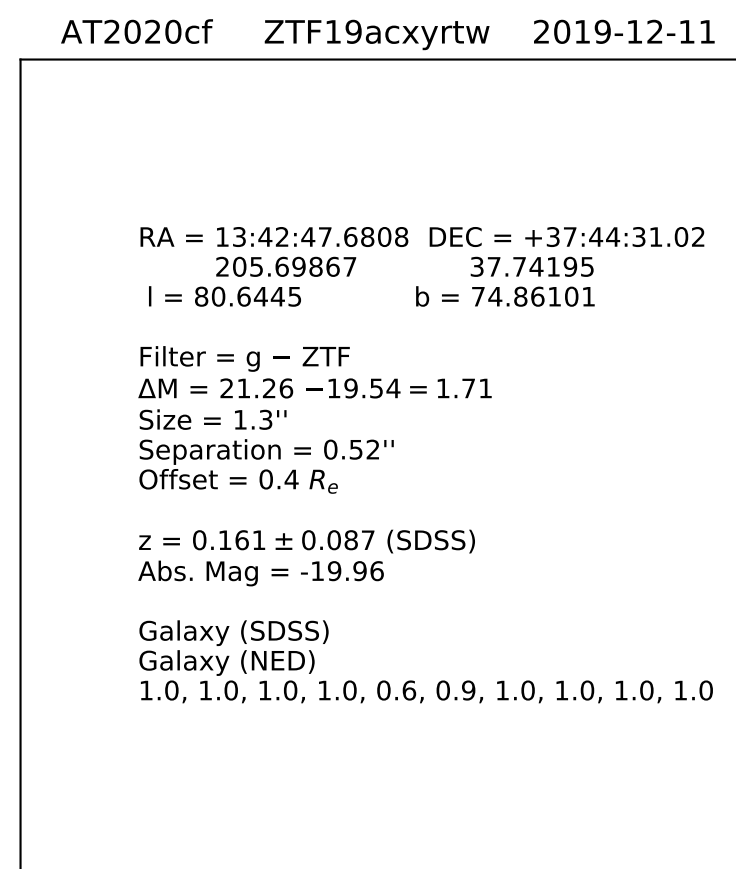 AT2020cf ZTF19acxyrtw 2019-12-11
RA = 13:42:47.6808 DEC = +37:44:31.02
205.69867 37.74195
l = 80.6445 b = 74.86101
Filter = g − ZTF
ΔM = 21.26 −19.54 = 1.71
Size = 1.3''
Separation = 0.52''
Offset = 0.4 Re
z = 0.161 ± 0.087 (SDSS)
Abs. Mag = -19.96
Galaxy (SDSS)
Galaxy (NED)
1.0, 1.0, 1.0, 1.0, 0.6, 0.9, 1.0, 1.0, 1.0, 1.0